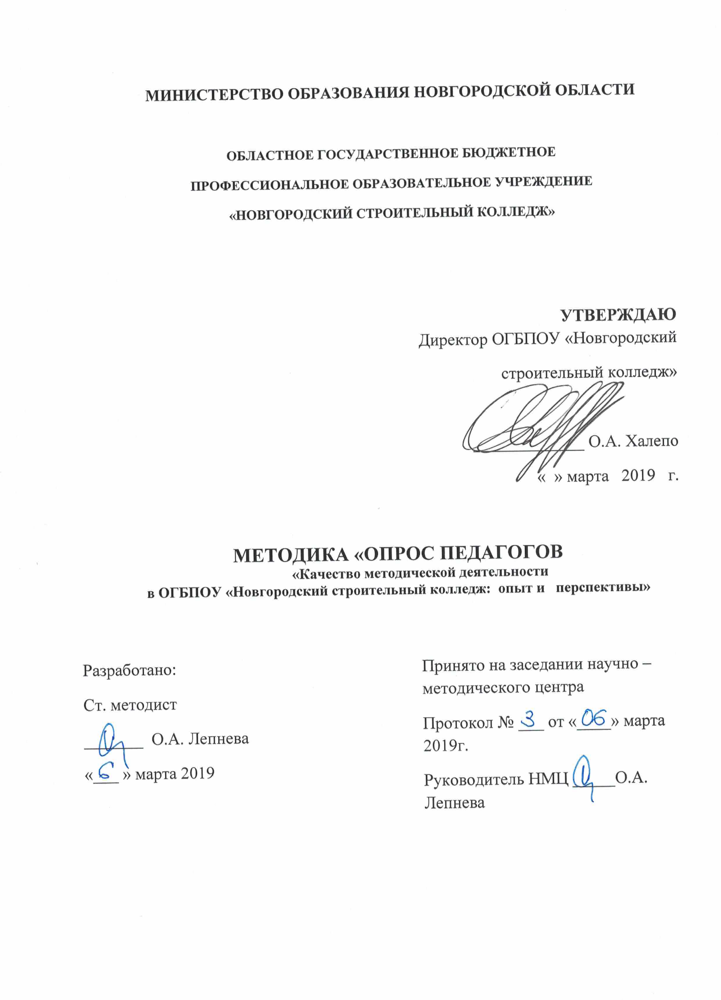 МИНИСТЕРСТВО ОБРАЗОВАНИЯ НОВГОРОДСКОЙ ОБЛАСТИ
ОБЛАСТНОЕ ГОСУДАРСТВЕННОЕ БЮДЖЕТНОЕ
ПРОФЕССИОНАЛЬНОЕ ОБРАЗОВАТЕЛЬНОЕ УЧРЕЖДЕНИЕ
«НОВГОРОДСКИЙ СТРОИТЕЛЬНЫЙ КОЛЛЕДЖ»
УТВЕРЖДАЮ
Директор ОГБПОУ «Новгородский
строительный колледж»
О.А. Халепо
« » марта 2019 г.
МЕТОДИКА «ОПРОС ПЕДАГОГОВ
«Качество методической деятельности
в ОГБПОУ «Новгородский строительный колледж: опыт и перспективы»
Разработано:
Ст. методист
О.А. Лепнева
«6» марта 2019
Принято на заседании научно –
методического центра
Протокол № 3 от «06» марта
2019г.
Руководитель НМЦ О.А.
Лепнева